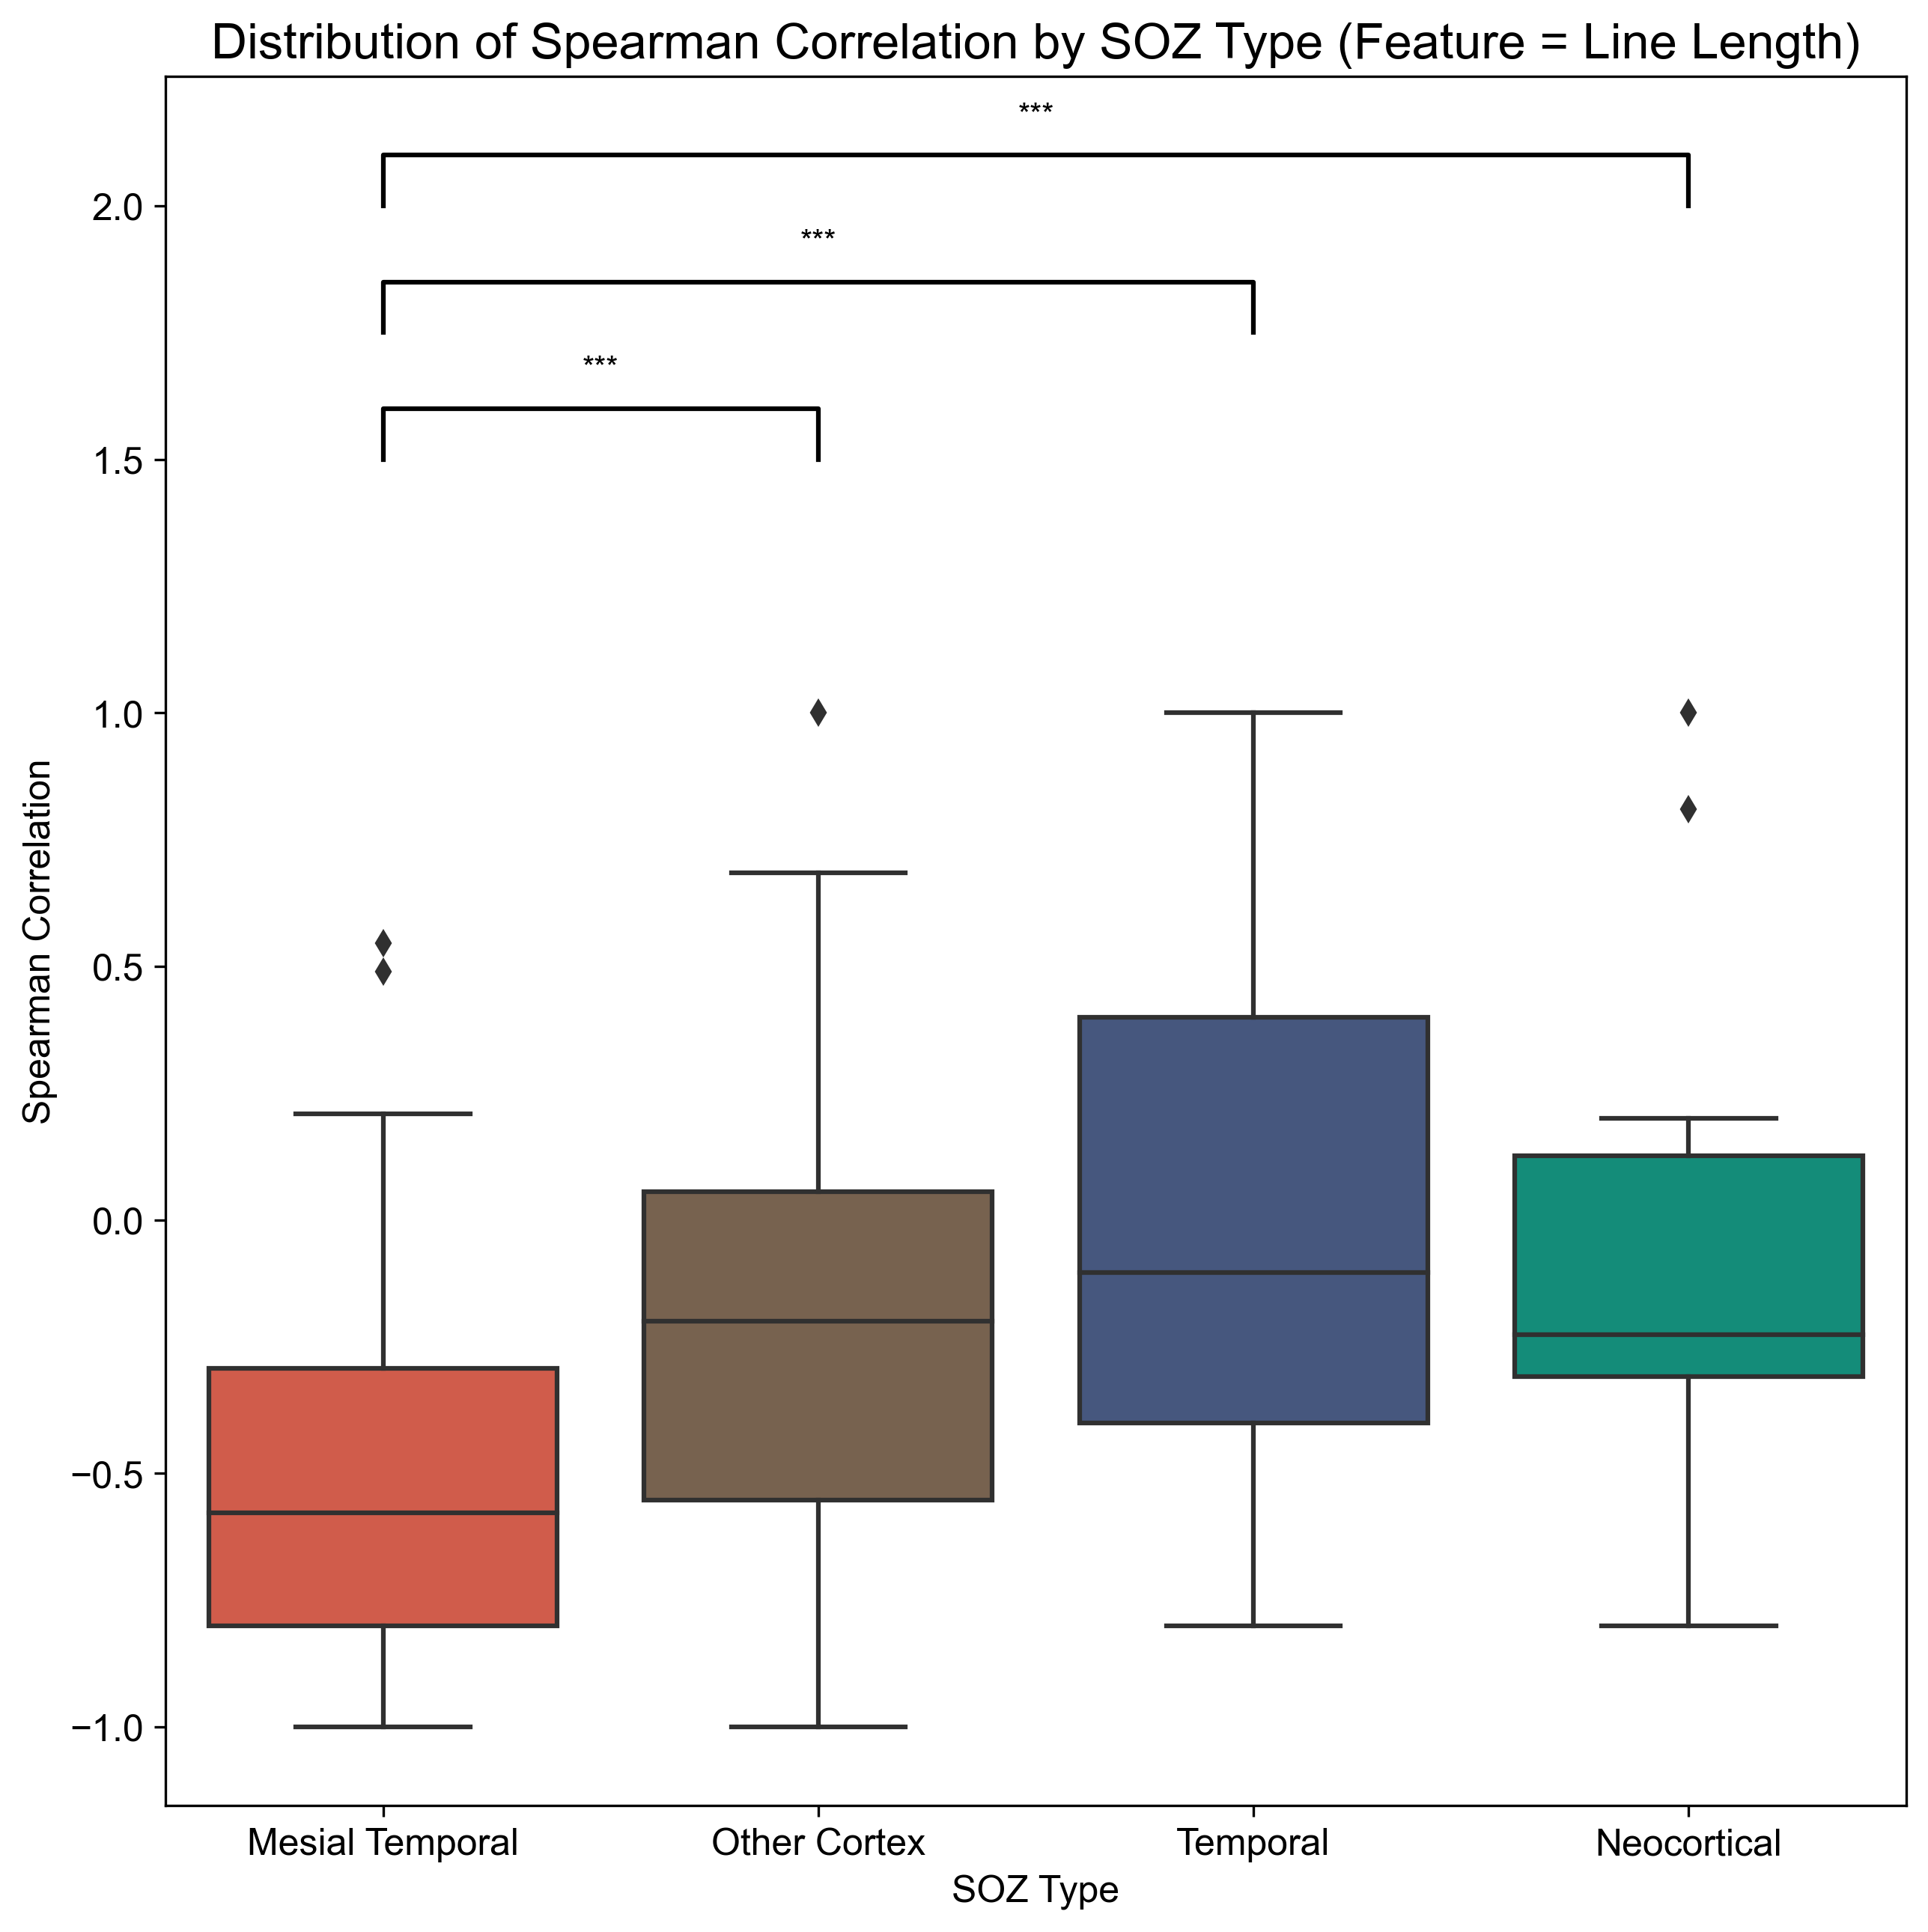 Distribution of Spearman Correlation by SOZ Type (Feature = Line Length)
***
2.0
***
***
1.5
1.0
0.5
0.0
−0.5
−1.0
Spearman Correlation
Mesial Temporal Other Cortex Temporal Neocortical
SOZ Type